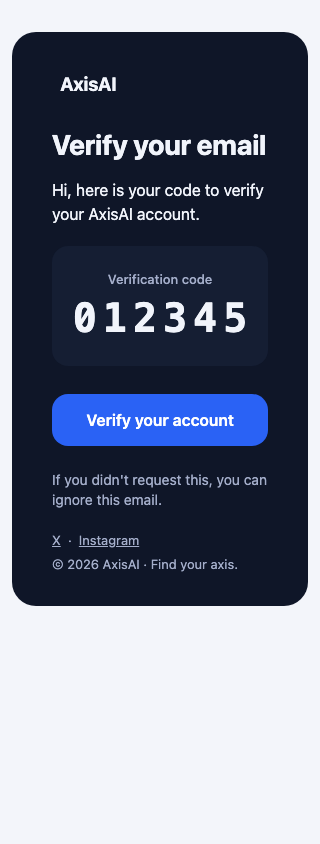 AxisAI
Verify your email
Hi, here is your code to verify
your AxisAI account.
Verification code
012345
Verify your account
If you didn't request this, you can
ignore this email.
X · Instagram
© 2026 AxisAI · Find your axis.